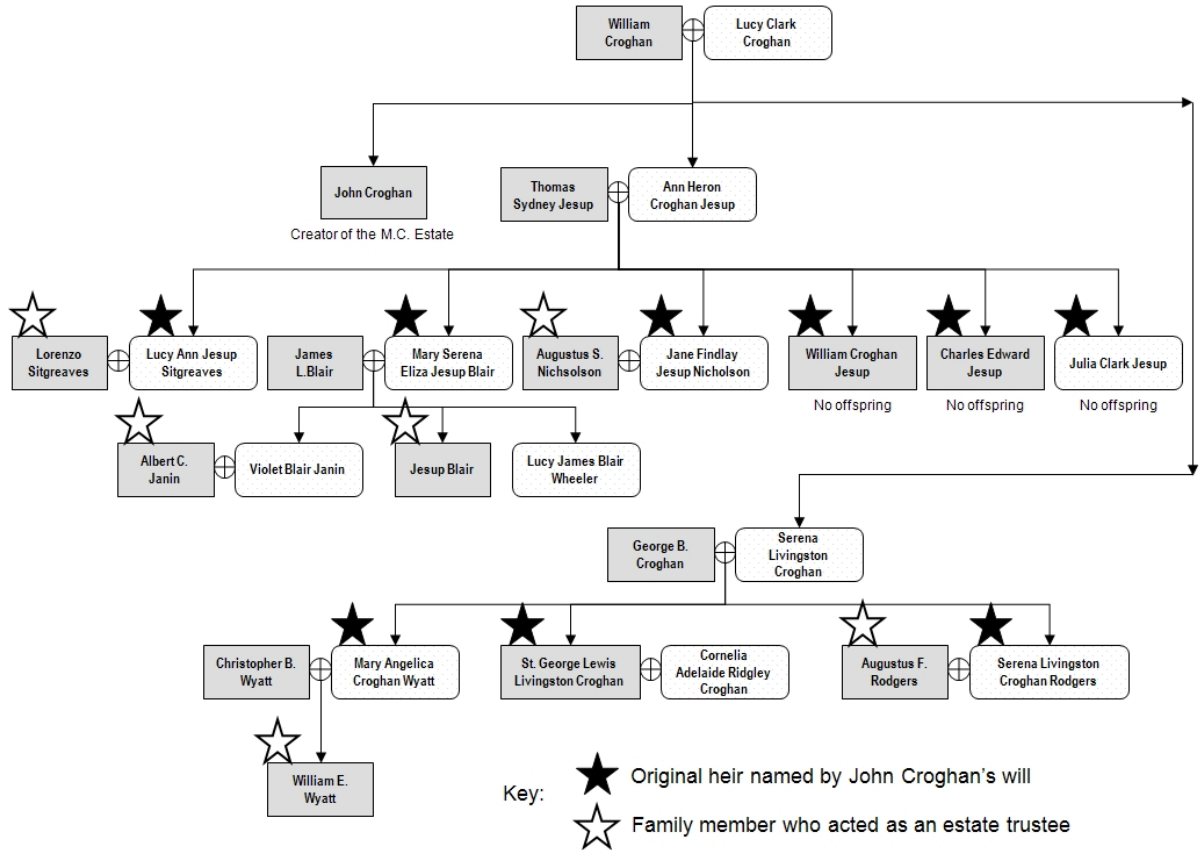 William
Croghan
Lucy Clark
Croghan
John Croghan
Creator of the M.C. Estate
Thomas
Sydney Jesup
Ann Heron
Croghan Jesup
Lorenzo
Sitgreaves
Lucy Ann Jesup
Sitgreaves
James
L.Blair
Mary Serena
Eliza Jesup Blair
Augustus S.
Nichsolson
Jane Findlay
Jesup Nicholson
William Croghan
Jesup
No offspring
Charles Edward
Jesup
No offspring
Julia Clark Jesup
No offspring
Albert C.
Janin
Violet Blair Janin
Jesup Blair
Lucy James Blair
Wheeler
George B.
Croghan
Serena
Livingston
Croghan
Christopher B.
Wyatt
Mary Angelica
Croghan Wyatt
St. George Lewis
Livingston Croghan
Cornelia
Adelaide Ridgley
Croghan
Augustus F.
Rodgers
Serena Livingston
Croghan Rodgers
William E.
Wyatt
Key:
Original heir named by John Croghan's will
Family member who acted as an estate trustee